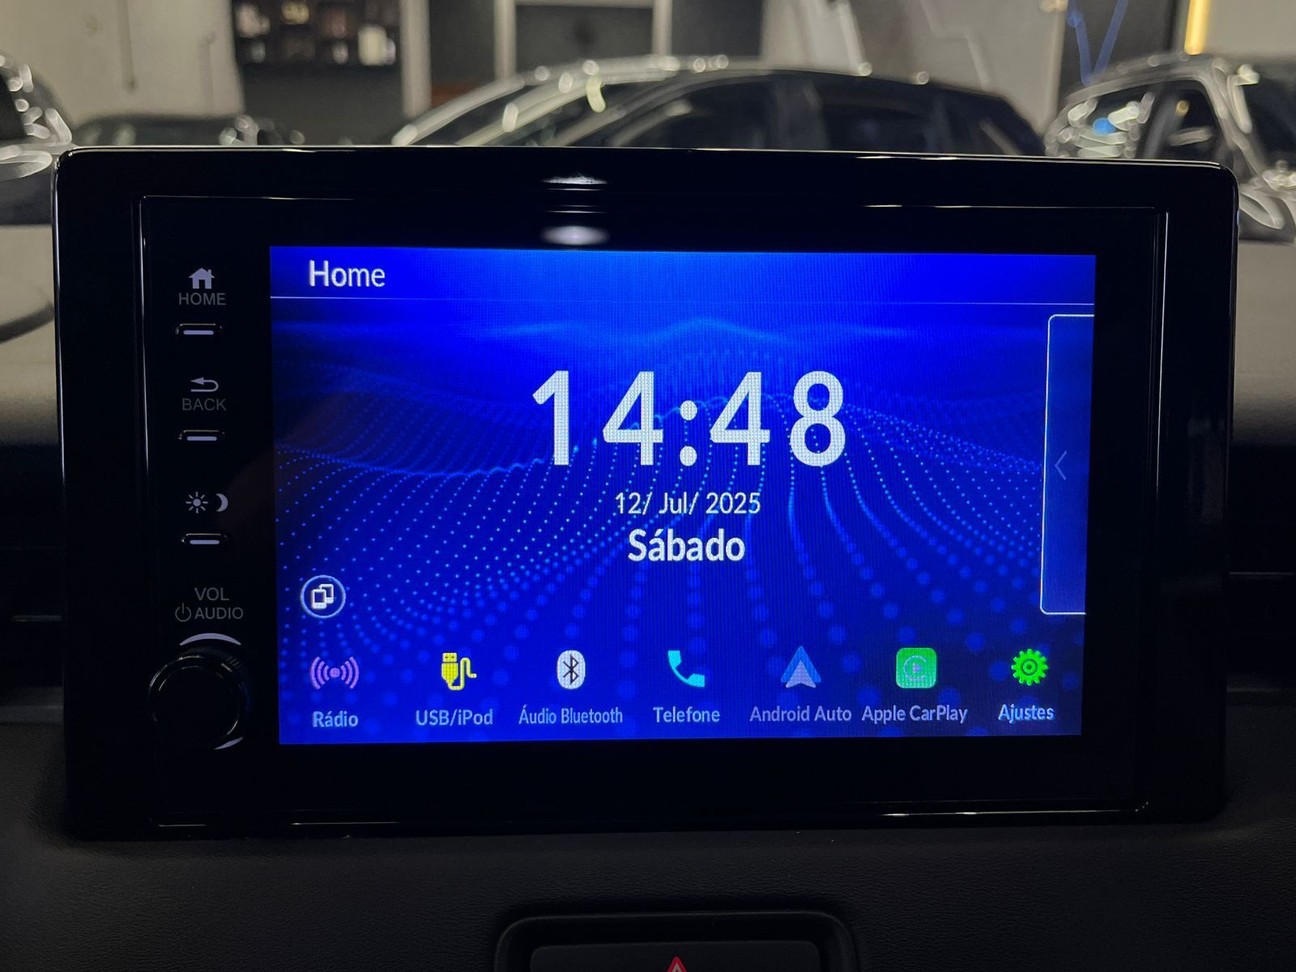 HOME
BACK
VOL
AUDIO
Home
14:48
12/ Jul/ 2025
Sábado
Rádio
USB/iPod
Áudio Bluetooth
Telefone
Android Auto
Apple CarPlay
Ajustes